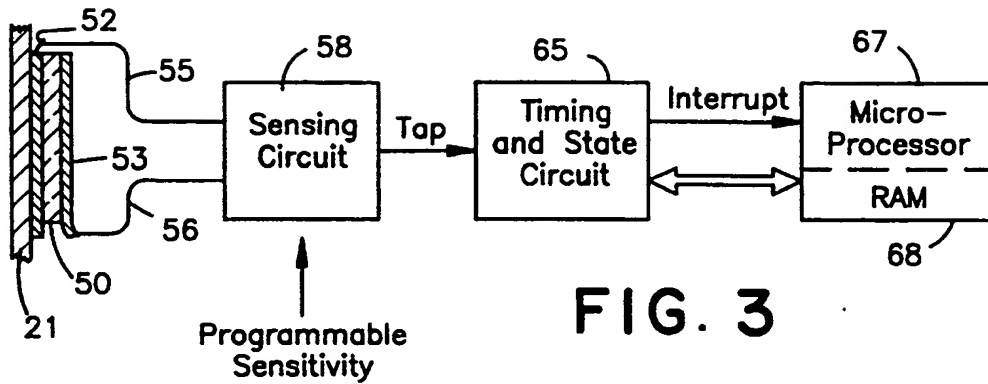 52
55
58
65
67
Sensing
Circuit
Tap
Timing
and State
Circuit
Interrupt
Micro-
Processor
RAM
53
56
50
21
68
Programmable
Sensitivity
FIG. 3